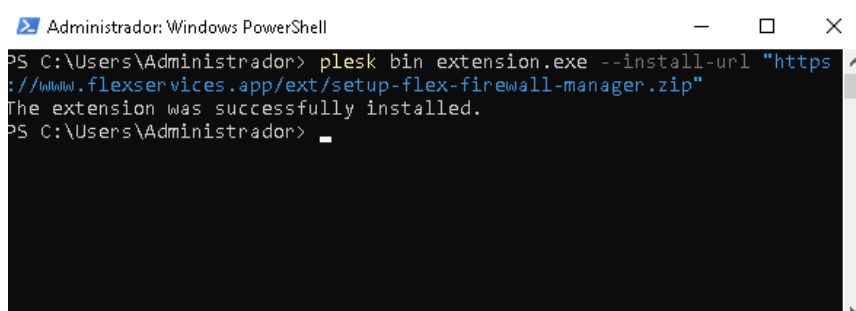 Administrador: Windows PowerShell
PS C:\Users\Administrador> plesk bin extension.exe --install-url "https
://www.flexservices.app/ext/setup-flex-firewall-manager.zip"
The extension was successfully installed.
PS C:\Users\Administrador>